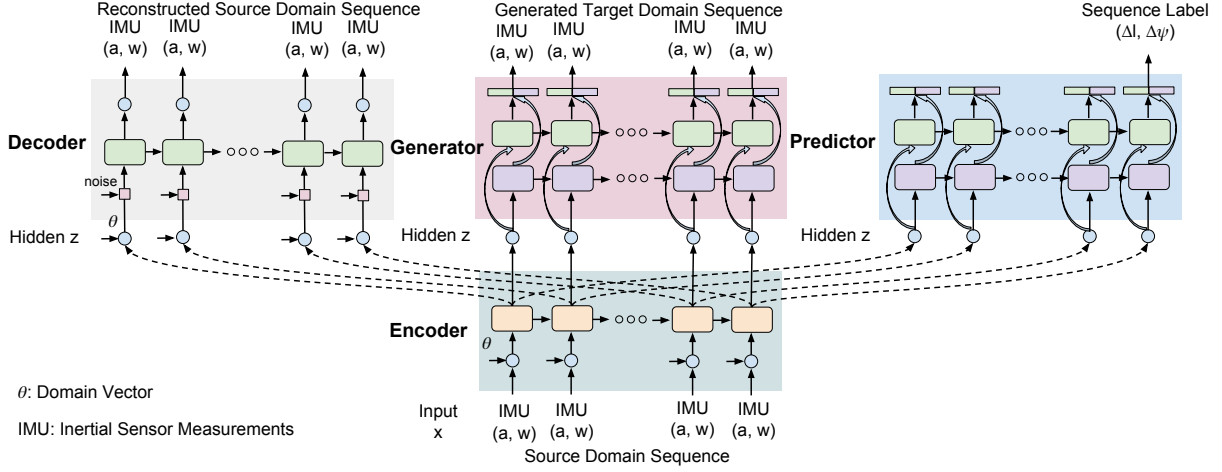 Reconstructed Source Domain Sequence
IMU IMU IMU IMU
(a, w) (a, w) (a, w) (a, w)
Generated Target Domain Sequence
IMU IMU IMU IMU
(a, w) (a, w) (a, w) (a, w)
Sequence Label
(Δl, Δψ)
Decoder
noise
θ
Hidden z
Generator
Hidden z
Predictor
Hidden z
Encoder
θ
Input
x
IMU IMU IMU IMU
(a, w) (a, w) (a, w) (a, w)
Source Domain Sequence
θ: Domain Vector
IMU: Inertial Sensor Measurements